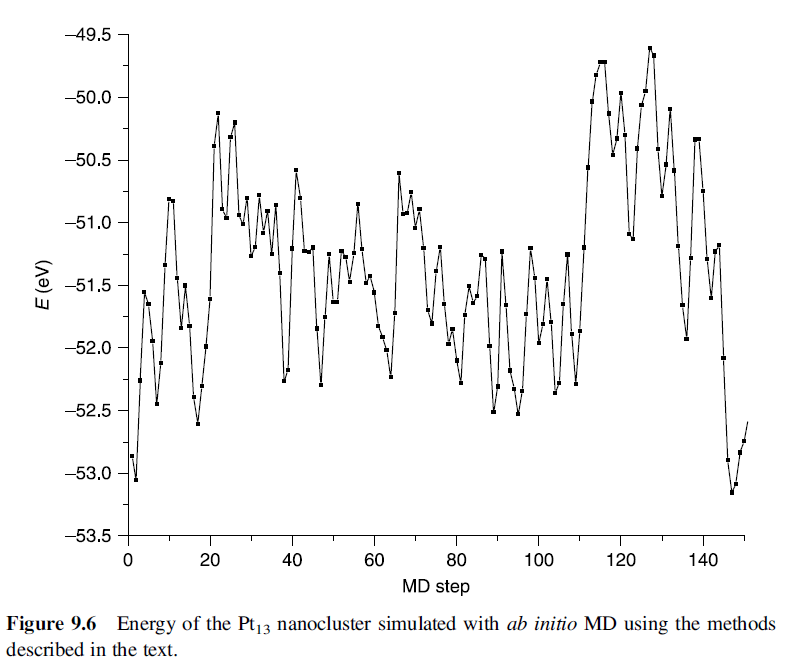 −49.5
−50.0
−50.5
−51.0
−51.5
−52.0
−52.5
−53.0
−53.5
E (eV)
0 20 40 60 80 100 120 140
MD step
Figure 9.6 Energy of the Pt13 nanocluster simulated with ab initio MD using the methods
described in the text.